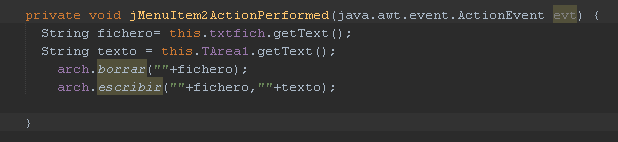 private void jMenuItem2ActionPerformed(java.awt.event.ActionEvent evt) {
String fichero= this.txtfich.getText();
String texto = this.TArea1.getText();
arch.borrar(""+fichero);
arch.escribir(""+fichero,""+texto);
}